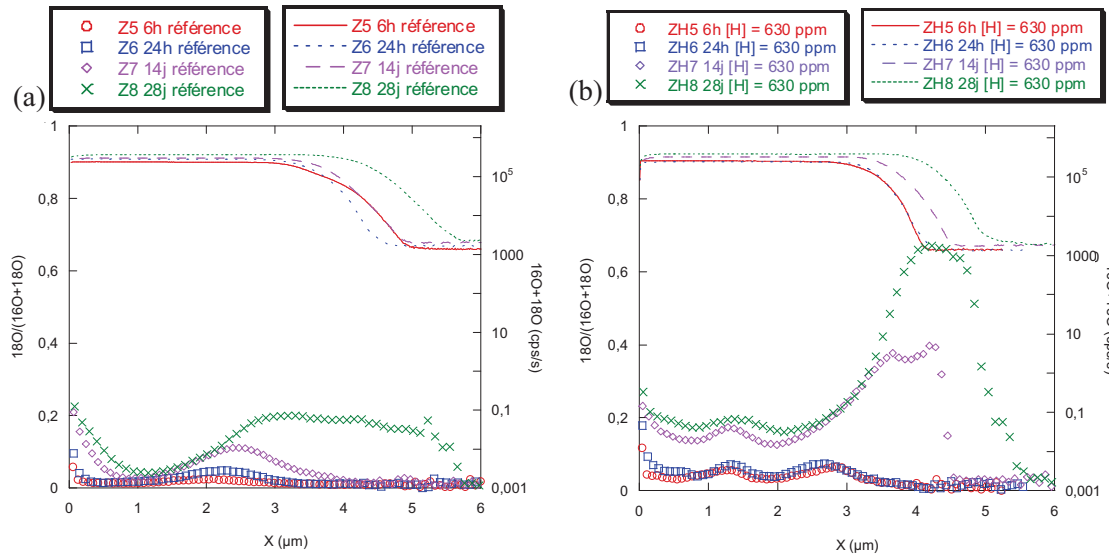 (a)
Z5 6h référence
Z6 24h référence
Z7 14j référence
Z8 28j référence
Z5 6h référence
Z6 24h référence
Z7 14j référence
Z8 28j référence
18O/(16O+18O)
1
0,8
0,6
0,4
0,2
0
0 1 2 3 4 5 6
X (µm)
10⁵
1000
10
0,1
0,001
16O+18O (cps/s)
(b)
ZH5 6h [H] = 630 ppm
ZH6 24h [H] = 630 ppm
ZH7 14j [H] = 630 ppm
ZH8 28j [H] = 630 ppm
ZH5 6h [H] = 630 ppm
ZH6 24h [H] = 630 ppm
ZH7 14j [H] = 630 ppm
ZH8 28j [H] = 630 ppm
18O/(16O+18O)
1
0,8
0,6
0,4
0,2
0
0 1 2 3 4 5 6
X (µm)
10⁵
1000
10
0,1
0,001